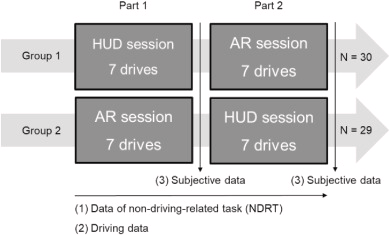 Part 1 Part 2
Group 1 HUD session AR session N = 30
7 drives 7 drives
Group 2 AR session HUD session N = 29
7 drives 7 drives
(3) Subjective data (3) Subjective data
(1) Data of non-driving-related task (NDRT)
(2) Driving data